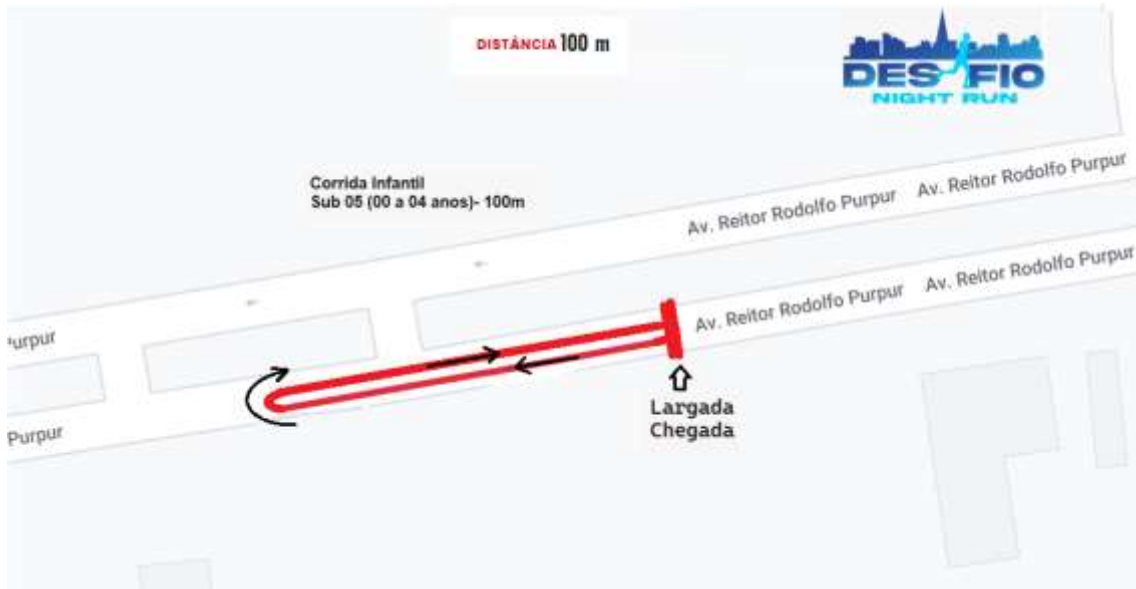 DISTÂNCIA 100 m
DESAFIO
NIGHT RUN
Corrida Infantil
Sub 05 (00 a 04 anos)- 100m
Av. Reitor Rodolfo Purpur
Av. Reitor Rodolfo Purpur
Av. Reitor Rodolfo Purpur
Av. Reitor Rodolfo Purpur
Purpur
Purpur
Largada
Chegada